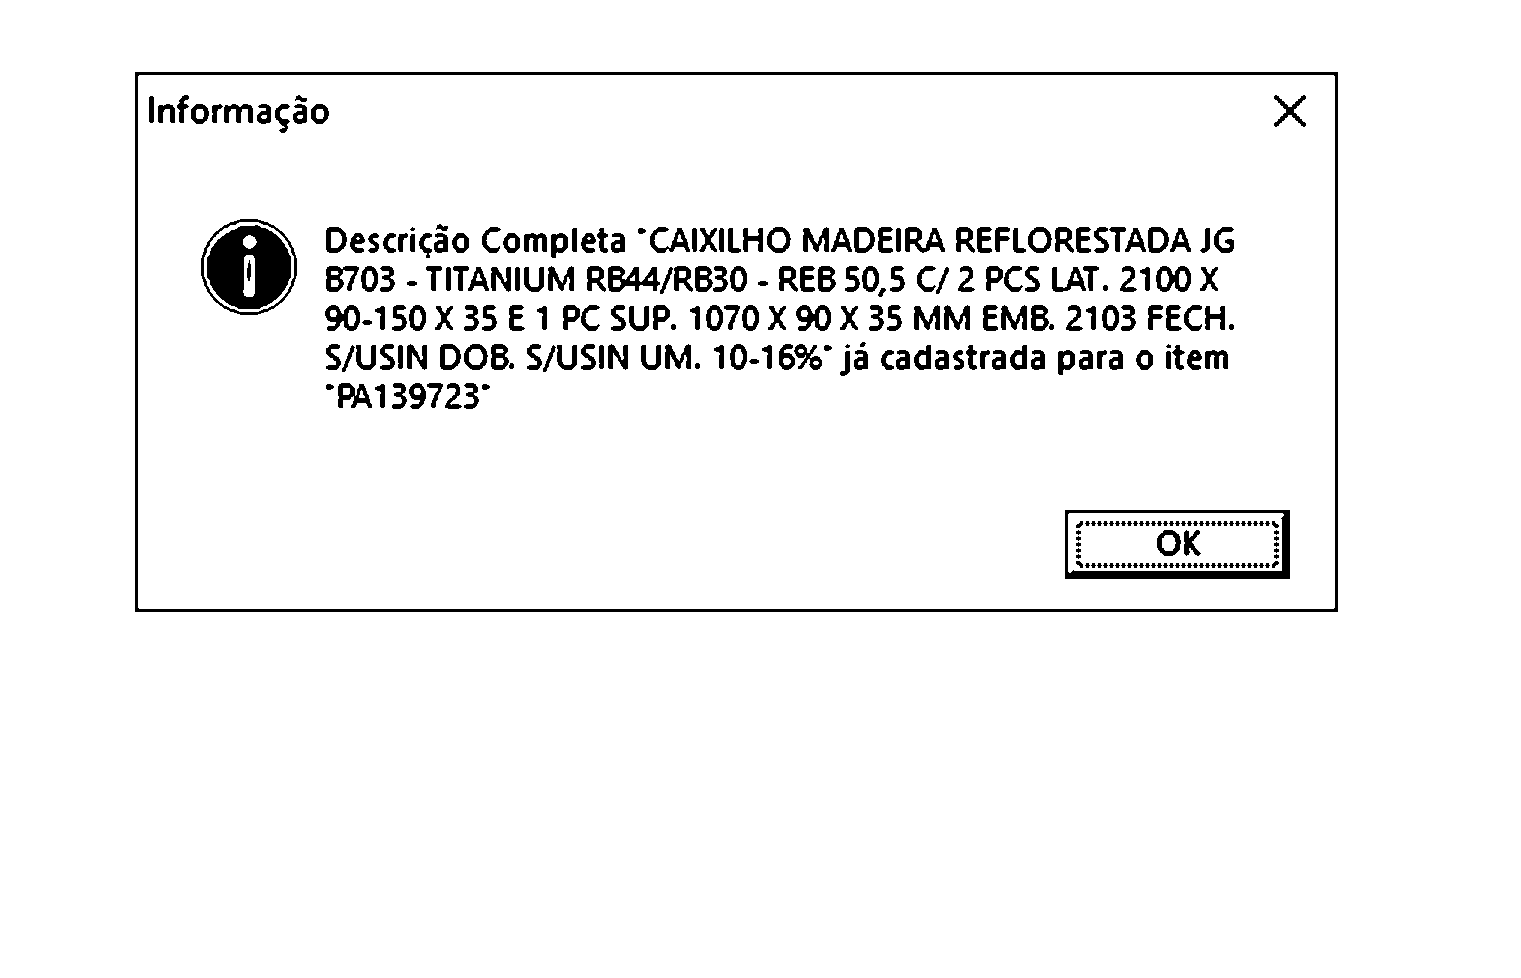 Informação
Descrição Completa "CAIXILHO MADEIRA REFLORESTADA JG
B703 - TITANIUM RB44/RB30 - REB 50,5 C/ 2 PCS LAT. 2100 X
90-150 X 35 E 1 PC SUP. 1070 X 90 X 35 MM EMB. 2103 FECH.
S/USIN DOB. S/USIN UM. 10-16%" já cadastrada para o item
"PA139723"
OK